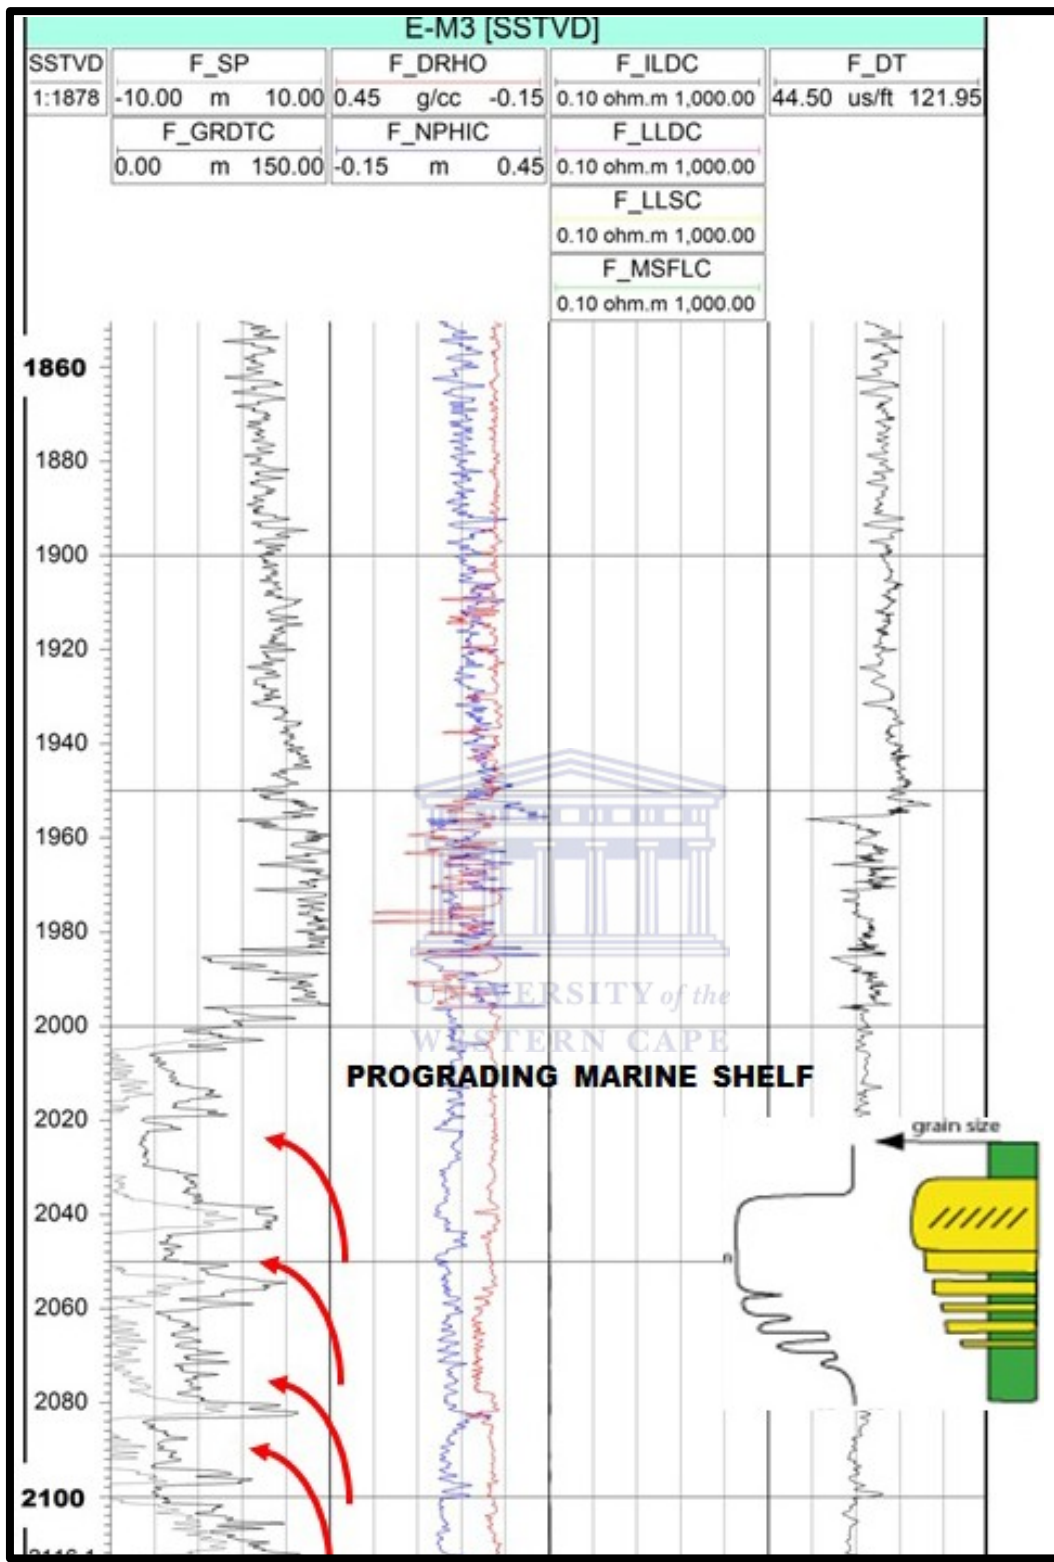 E-M3 [SSTVD]
SSTVD F_SP F_DRHO F_ILDC F_DT
1:1878 -10.00 m 10.00 0.45 g/cc -0.15 0.10 ohm.m 1,000.00 44.50 us/ft 121.95
F_GRDTC F_NPHIC F_LLDC
0.00 m 150.00 -0.15 m 0.45 0.10 ohm.m 1,000.00
F_LLSC
0.10 ohm.m 1,000.00
F_MSFLC
0.10 ohm.m 1,000.00
1860
1880
1900
1920
1940
1960
1980
UNIVERSITY of the
2000
WESTERN CAPE
PROGRADING MARINE SHELF
2020
grain size
2040
2060
2080
2100